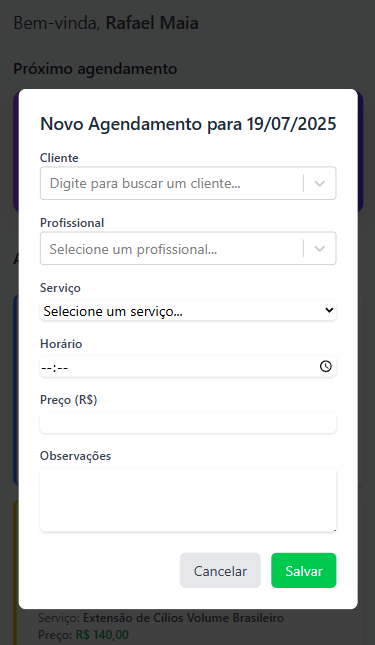 Bem-vinda, Rafael Maia
Próximo agendamento
Novo Agendamento para 19/07/2025
Cliente
Digite para buscar um cliente...
Profissional
Selecione um profissional...
Serviço
Selecione um serviço...
Horário
--:--
Preço (R$)
Observações
Cancelar Salvar
Serviço: Extensão de Cílios Volume Brasileiro
Preço: R$ 140,00